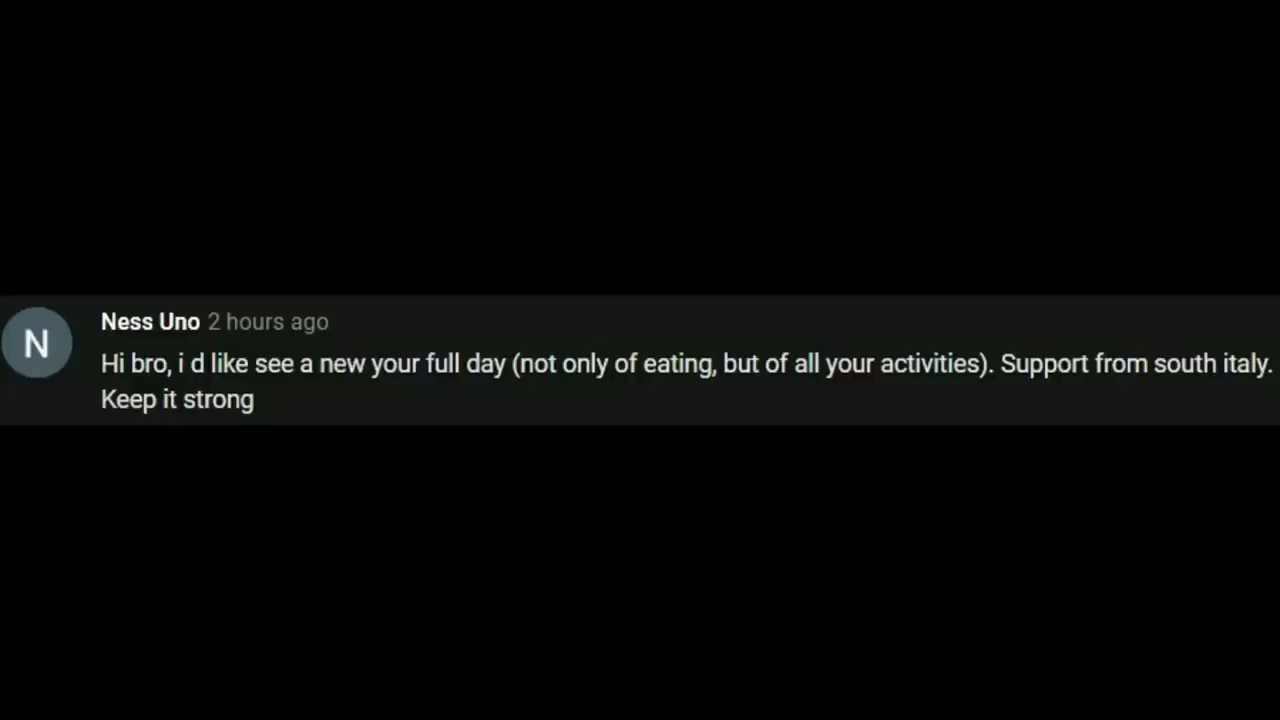 N
Ness Uno 2 hours ago
Hi bro, i d like see a new your full day (not only of eating, but of all your activities). Support from south italy.
Keep it strong